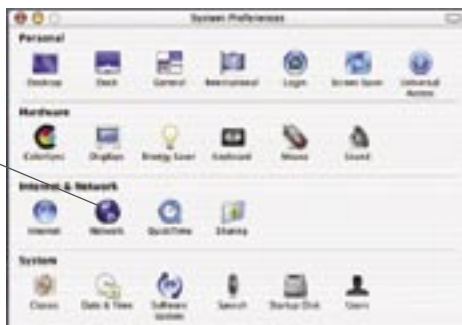 System Preferences
Personal
Desktop Dock General International Login Screen Saver Universal Access
Hardware
ColorSync Displays Energy Saver Keyboard Mouse Sound
Internet & Network
Internet Network QuickTime Sharing
System
Classic Date & Time Software Update Speech Startup Disk Users